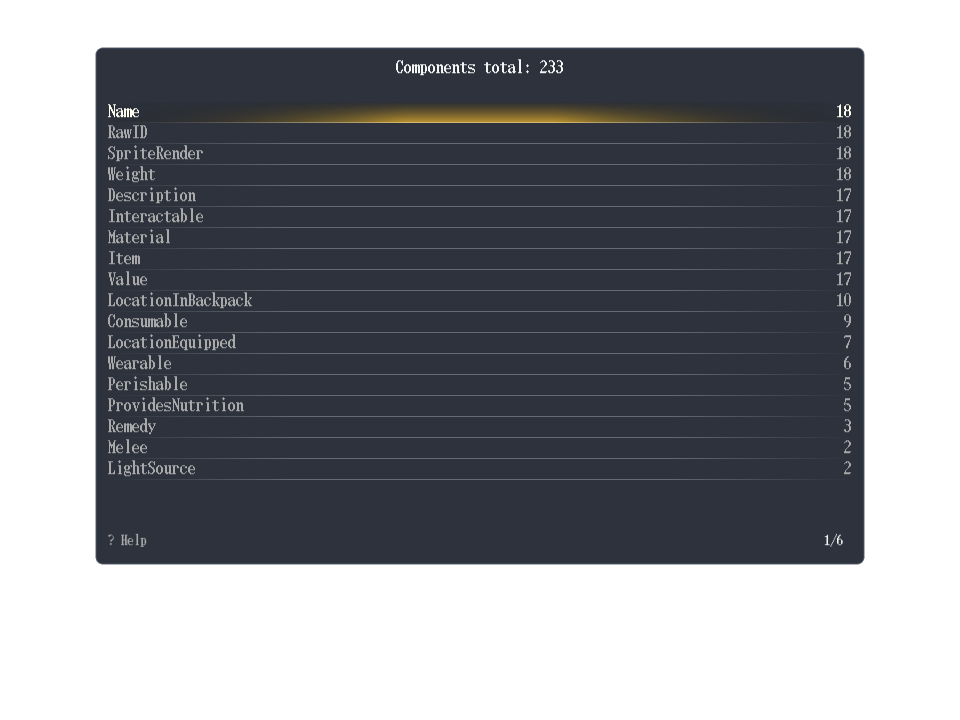 Components total: 233
Name 18
RawID 18
SpriteRender 18
Weight 18
Description 17
Interactable 17
Material 17
Item 17
Value 17
LocationInBackpack 10
Consumable 9
LocationEquipped 7
Wearable 6
Perishable 5
ProvidesNutrition 5
Remedy 3
Melee 2
LightSource 2
? Help 1/6